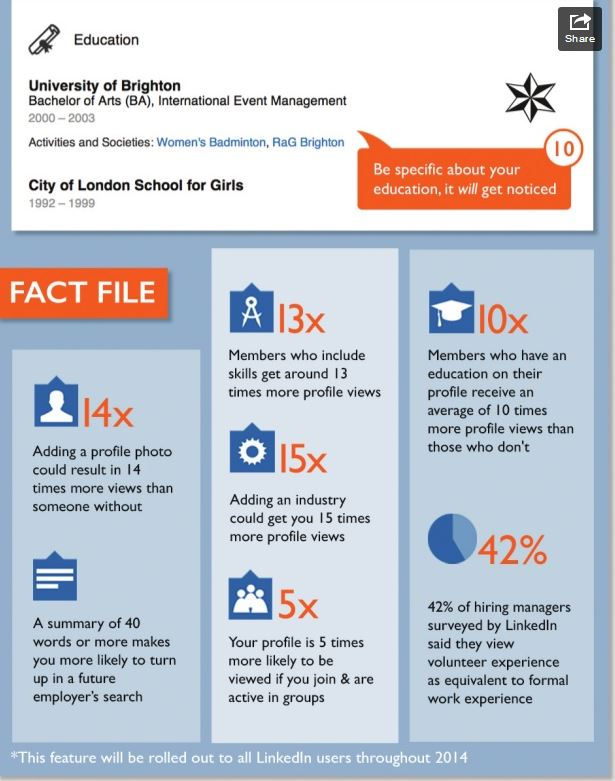 Share
Education
University of Brighton
Bachelor of Arts (BA), International Event Management
2000 – 2003
Activities and Societies: Women's Badminton, RaG Brighton
10
Be specific about your
education, it will get noticed
City of London School for Girls
1992 – 1999
FACT FILE
14x
Adding a profile photo
could result in 14
times more views than
someone without
A summary of 40
words or more makes
you more likely to turn
up in a future
employer's search
13x
Members who include
skills get around 13
times more profile views
15x
Adding an industry
could get you 15 times
more profile views
5x
Your profile is 5 times
more likely to be
viewed if you join & are
active in groups
10x
Members who have an
education on their
profile receive an
average of 10 times
more profile views than
those who don't
42%
42% of hiring managers
surveyed by LinkedIn
said they view
volunteer experience
as equivalent to formal
work experience
*This feature will be rolled out to all LinkedIn users throughout 2014